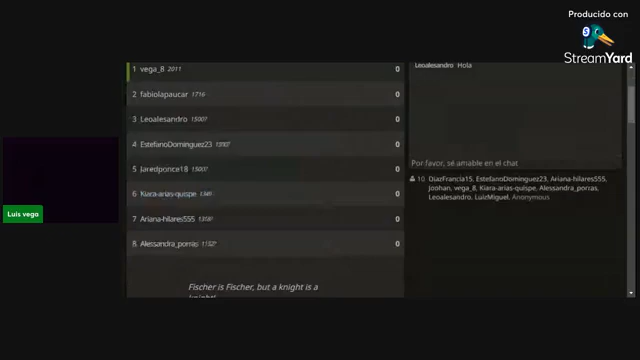 Producido con
StreamYard
1 vega_8 2011 0
2 fabiolapaucar 1716 0
3 Leoalesandro 1500? 0
4 EstefanoDominguez23 0
5 Jaredponce18 1500? 0
6 Kiara-arias-quispe 0
7 Ariana-hilares555 0
8 Alessandra_porras 1152? 0
Fischer is Fischer, but a knight is a
knight!
Leoalesandro Hola
Por favor, sé amable en el chat
10. DiazFrancia15, EstefanoDominguez23, Ariana-hilares555,
Joohan, vega_8, Kiara-arias-quispe, Alessandra_porras,
Leoalesandro, LuizMiguel, Anonymous
Luis vega